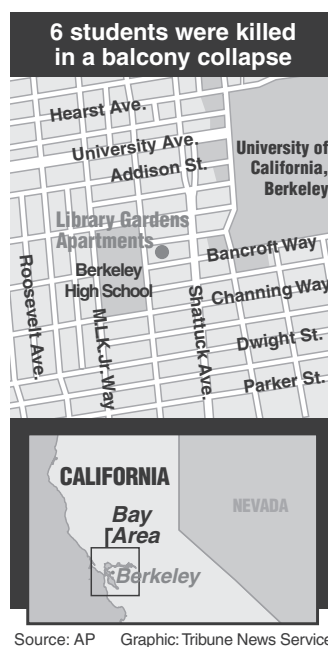 6 students were killed
in a balcony collapse
Hearst Ave.
University Ave.
Addison St.
University of
California,
Berkeley
Library Gardens
Apartments
Bancroft Way
Berkeley
High School
Roosevelt Ave.
M.L.K. Jr. Way
Shattuck Ave.
Channing Way
Dwight St.
Parker St.
CALIFORNIA
NEVADA
Bay
Area
Berkeley
Source: AP Graphic: Tribune News Service